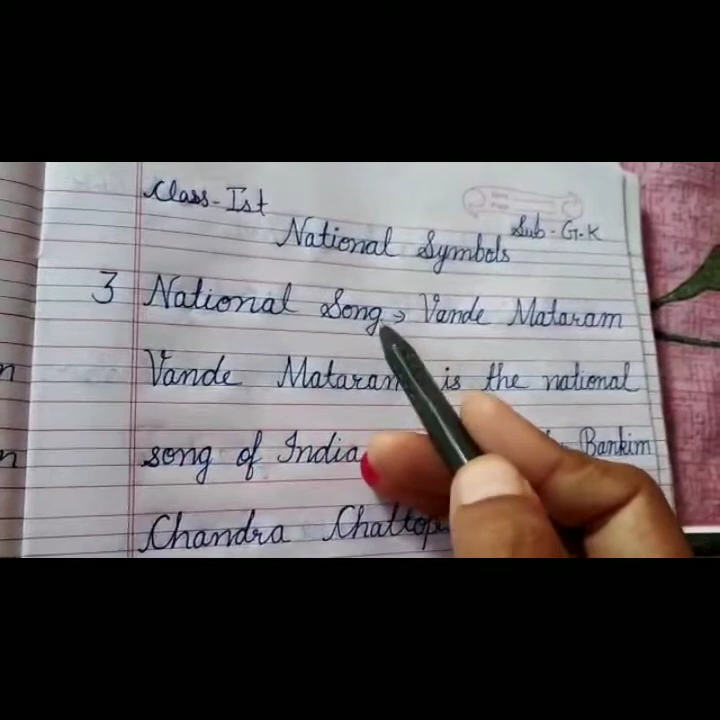 Class-Ist
Sub-G.K
National Symbols
3 National Song → Vande Mataram
Vande Mataram is the national
song of India Bankim
Chandra